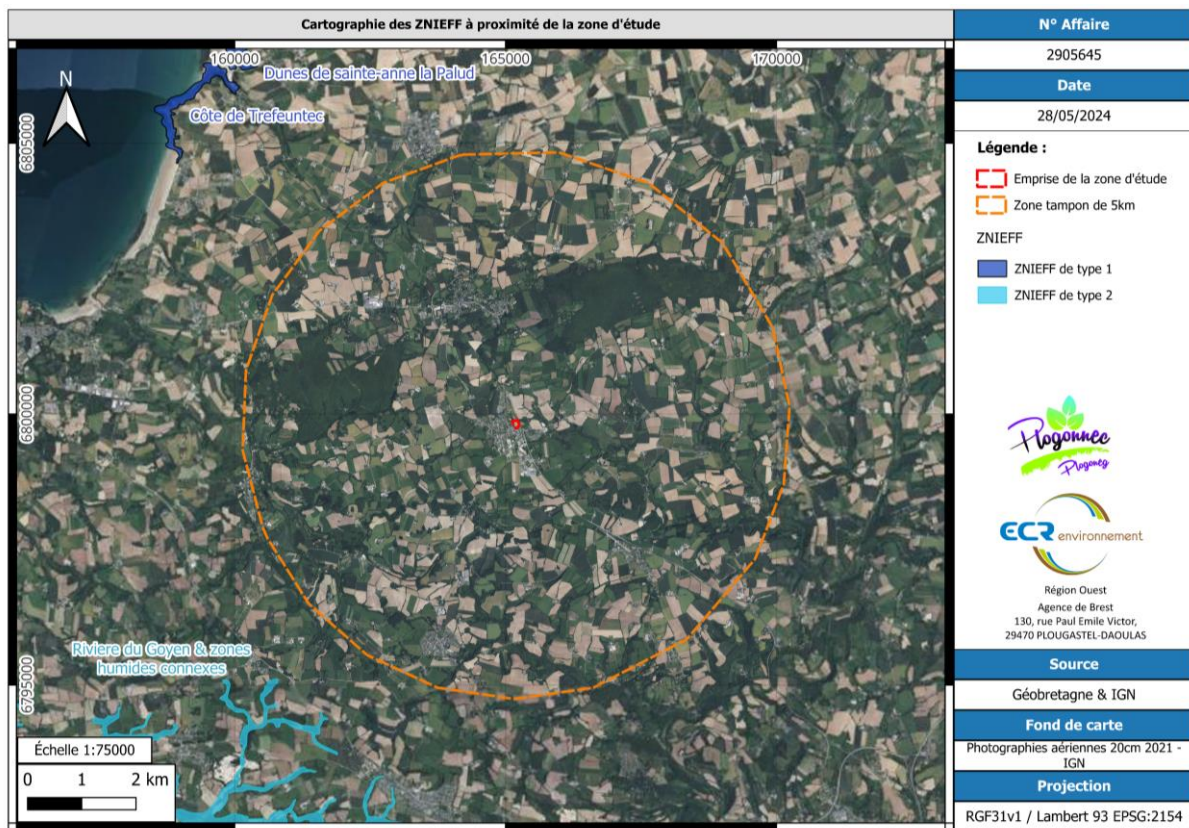 Cartographie des ZNIEFF à proximité de la zone d'étude
N
160000
165000
170000
6805000
6800000
6795000
Dunes de sainte-anne la Palud
Côte de Trefeuntec
Riviere du Goyen & zones
humides connexes
Échelle 1:75000
0 1 2 km
N° Affaire
2905645
Date
28/05/2024
Légende :
Emprise de la zone d'étude
Zone tampon de 5km
ZNIEFF
ZNIEFF de type 1
ZNIEFF de type 2
Plogonnec
Plogoneg
ECR environnement
Région Ouest
Agence de Brest
130, rue Paul Emile Victor,
29470 PLOUGASTEL-DAOULAS
Source
Géobretagne & IGN
Fond de carte
Photographies aériennes 20cm 2021 -
IGN
Projection
RGF31v1 / Lambert 93 EPSG:2154